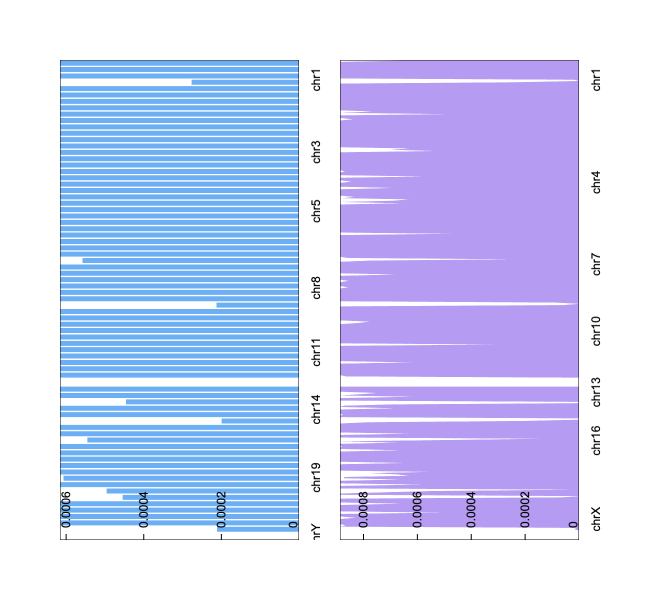 chr1
chr3
chr5
chr8
chr11
chr14
chr19
hrY
0.0006
0.0004
0.0002
0
chr1
chr4
chr7
chr10
chr13
chr16
chrX
0.0008
0.0006
0.0004
0.0002
0